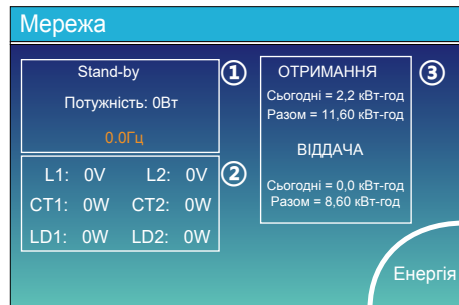 Мережа
Stand-by
Потужність: 0Вт
0.0Гц
①
L1: 0V L2: 0V
CT1: 0W CT2: 0W
LD1: 0W LD2: 0W
②
ОТРИМАННЯ
Сьогодні = 2,2 кВт-год
Разом = 11,60 кВт-год
ВІДДАЧА
Сьогодні = 0,0 кВт-год
Разом = 8,60 кВт-год
③
Енергія